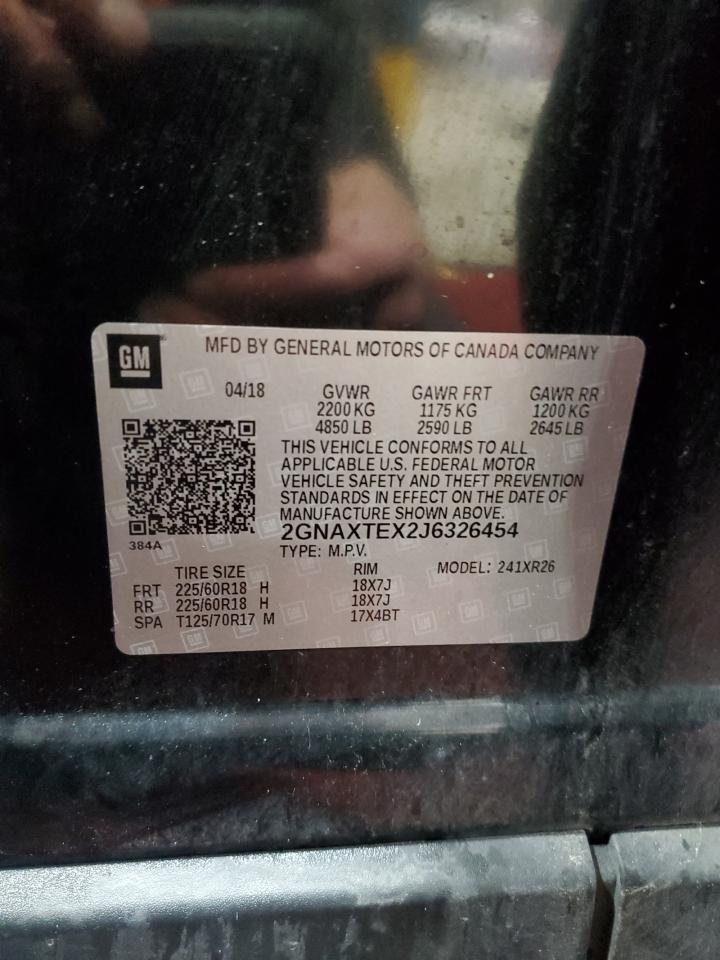 GM
MFD BY GENERAL MOTORS OF CANADA COMPANY
04/18 GVWR GAWR FRT GAWR RR
2200 KG 1175 KG 1200 KG
4850 LB 2590 LB 2645 LB
THIS VEHICLE CONFORMS TO ALL
APPLICABLE U.S. FEDERAL MOTOR
VEHICLE SAFETY AND THEFT PREVENTION
STANDARDS IN EFFECT ON THE DATE OF
MANUFACTURE SHOWN ABOVE.
2GNAXTEX2J6326454
384A
TYPE: M.P.V.
TIRE SIZE RIM MODEL: 241XR26
FRT 225/60R18 H 18X7J
RR 225/60R18 H 18X7J
SPA T125/70R17 M 17X4BT